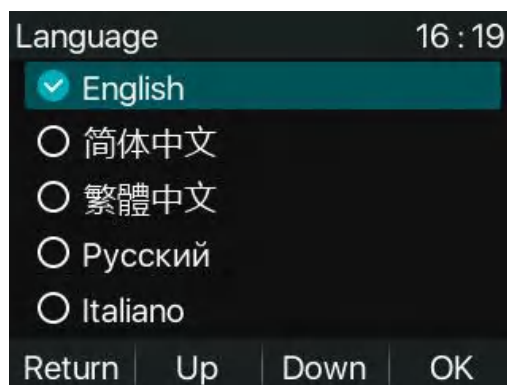 Language 16:19
English
简体中文
繁體中文
Русский
Italiano
Return Up Down OK